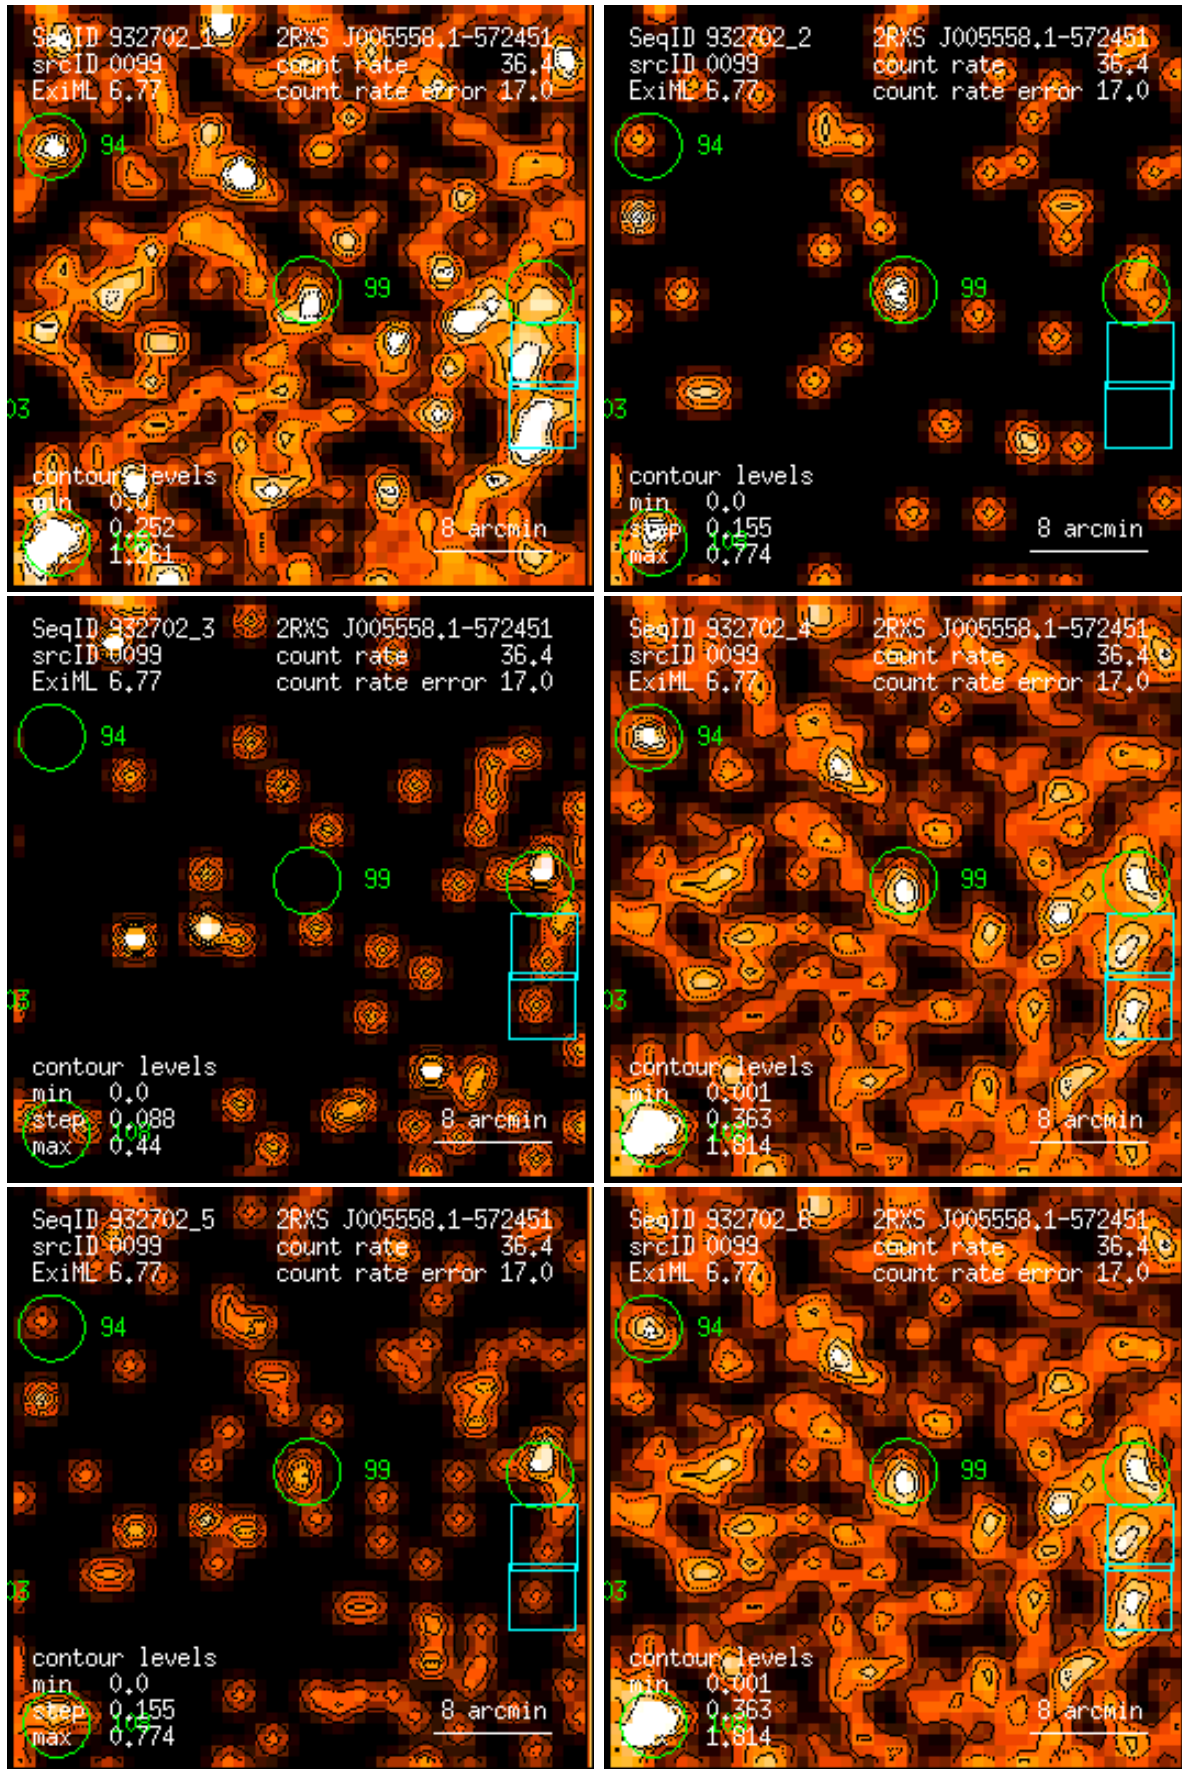 SeqID 932702_1 2RXS J005558.1-572451
srcID 0099 count rate 36.4
ExiML 6.77 count rate error 17.0
94
99
03
contour levels
min 0.0
0.252
1.261
8 arcmin
SeqID 932702_2 2RXS J005558.1-572451
srcID 0099 count rate 36.4
ExiML 6.77 count rate error 17.0
94
99
03
contour levels
min 0.0
step 0.155
max 0.774
8 arcmin
SeqID 932702_3 2RXS J005558.1-572451
srcID 0099 count rate 36.4
ExiML 6.77 count rate error 17.0
94
99
03
contour levels
min 0.0
step 0.088
max 0.44
8 arcmin
SeqID 932702_4 2RXS J005558.1-572451
srcID 0099 count rate 36.4
ExiML 6.77 count rate error 17.0
94
99
03
contour levels
min 0.001
0.363
1.814
8 arcmin
SeqID 932702_5 2RXS J005558.1-572451
srcID 0099 count rate 36.4
ExiML 6.77 count rate error 17.0
94
99
03
contour levels
min 0.0
step 0.155
max 0.774
8 arcmin
SeqID 932702_6 2RXS J005558.1-572451
srcID 0099 count rate 36.4
ExiML 6.77 count rate error 17.0
94
99
03
contour levels
min 0.001
0.363
1.814
8 arcmin